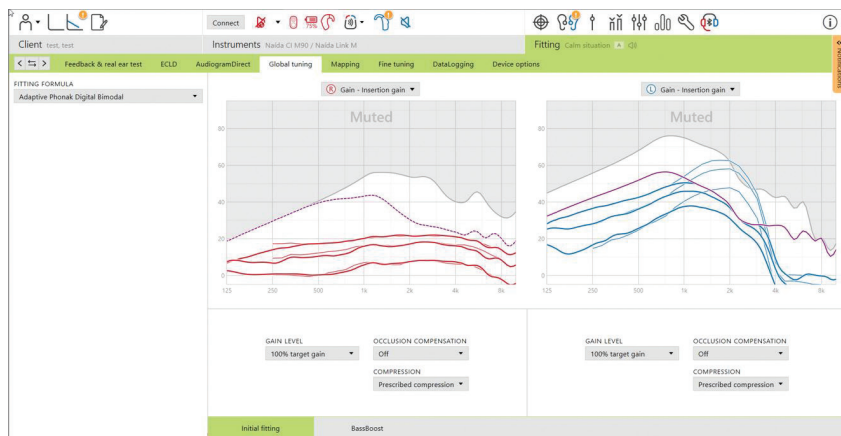 Connect
75%
Client test, test
Instruments Naída CI M90 / Naída Link M
Fitting Calm situation
Notifications
Feedback & real ear test
ECLD
AudiogramDirect
Global tuning
Mapping
Fine tuning
DataLogging
Device options
FITTING FORMULA
Adaptive Phonak Digital Bimodal
R Gain - Insertion gain
Muted
80
60
40
20
0
125 250 500 1k 2k 4k 8k
L Gain - Insertion gain
Muted
80
60
40
20
0
125 250 500 1k 2k 4k 8k
GAIN LEVEL
100% target gain
OCCLUSION COMPENSATION
Off
COMPRESSION
Prescribed compression
GAIN LEVEL
100% target gain
OCCLUSION COMPENSATION
Off
COMPRESSION
Prescribed compression
Initial fitting
BassBoost